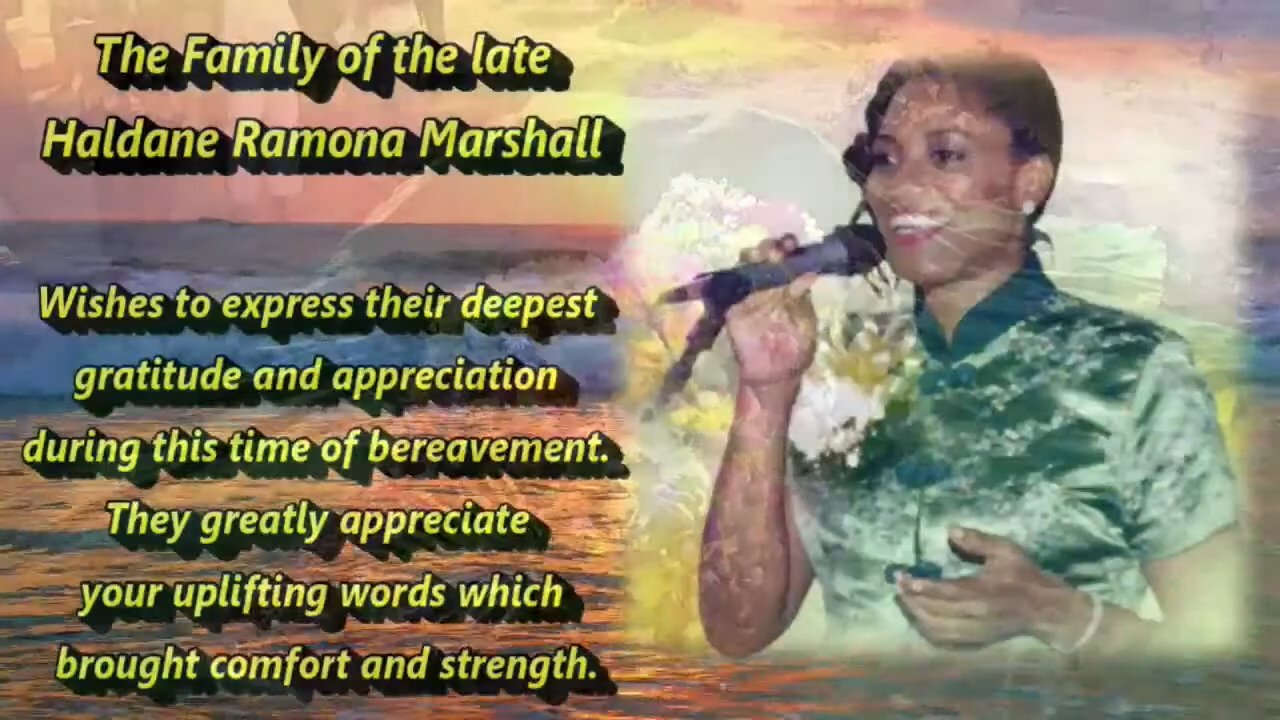 The Family of the late
Haldane Ramona Marshall
Wishes to express their deepest
gratitude and appreciation
during this time of bereavement.
They greatly appreciate
your uplifting words which
brought comfort and strength.